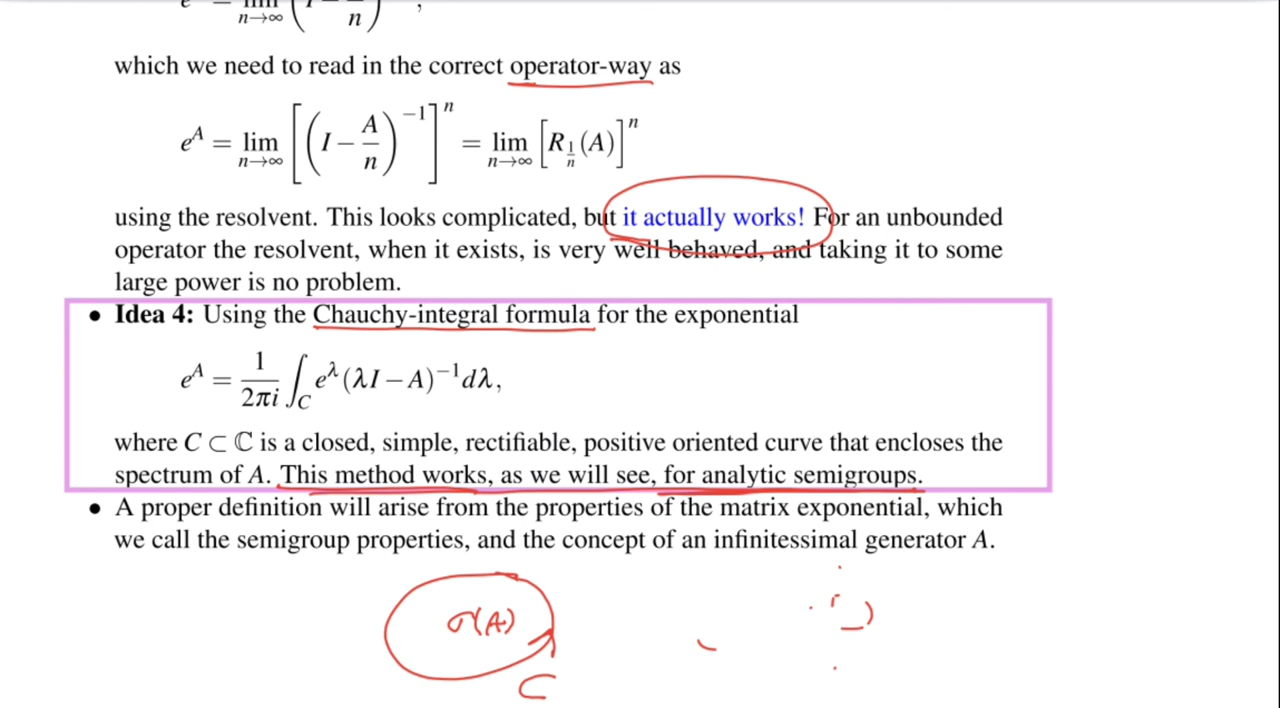 n→∞ ( n ) ,
which we need to read in the correct operator-way as
e^A = lim_{n→∞} [ ( I − A/n )^{−1} ]^n = lim_{n→∞} [ R_{1/n}(A) ]^n
using the resolvent. This looks complicated, but it actually works! For an unbounded
operator the resolvent, when it exists, is very well behaved, and taking it to some
large power is no problem.
• Idea 4: Using the Chauchy-integral formula for the exponential
e^A = 1/(2πi) ∫_C e^λ (λI − A)^{−1} dλ,
where C ⊂ ℂ is a closed, simple, rectifiable, positive oriented curve that encloses the
spectrum of A. This method works, as we will see, for analytic semigroups.
• A proper definition will arise from the properties of the matrix exponential, which
we call the semigroup properties, and the concept of an infinitessimal generator A.
σ(A)
C